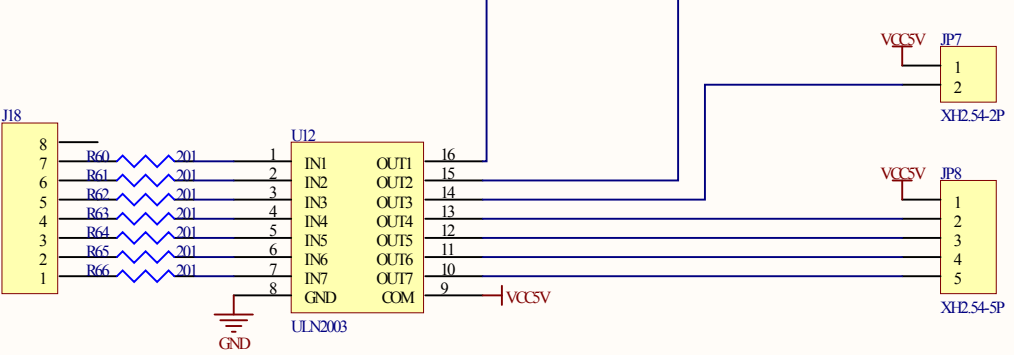 VCC5V JP7
1
2
XH2.54-2P
J18
U12
8
7 R60 201 1 IN1 OUT1 16
6 R61 201 2 IN2 OUT2 15
5 R62 201 3 IN3 OUT3 14
4 R63 201 4 IN4 OUT4 13
3 R64 201 5 IN5 OUT5 12
2 R65 201 6 IN6 OUT6 11
1 R66 201 7 IN7 OUT7 10
8 GND COM 9 VCC5V
ULN2003
GND
VCC5V JP8
1
2
3
4
5
XH2.54-5P